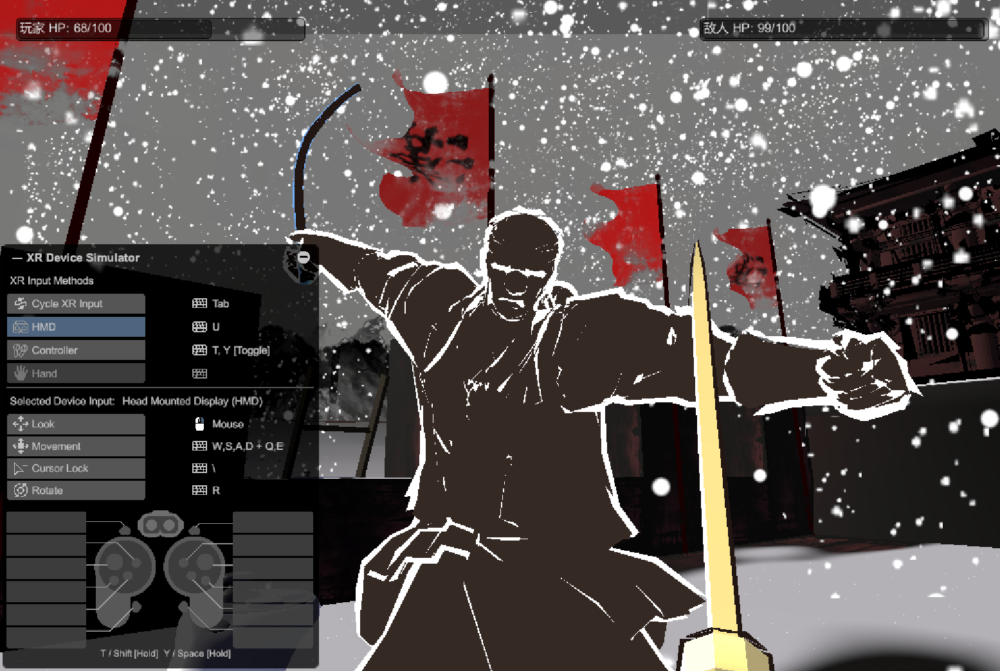 玩家 HP: 68/100
敌人 HP: 99/100
XR Device Simulator
XR Input Methods
Cycle XR Input Tab
HMD U
Controller T, Y [Toggle]
Hand
Selected Device Input: Head Mounted Display (HMD)
Look Mouse
Movement W,S,A,D + Q,E
Cursor Lock \
Rotate R
T / Shift [Hold] Y / Space [Hold]